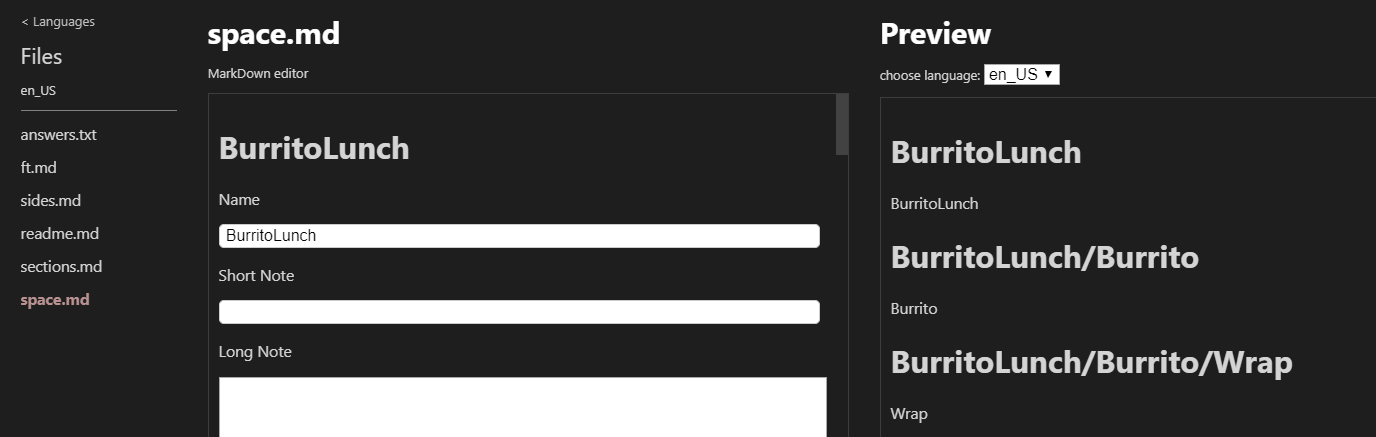 < Languages
Files
en_US
answers.txt
ft.md
sides.md
readme.md
sections.md
space.md
space.md
MarkDown editor
BurritoLunch
Name
BurritoLunch
Short Note
Long Note
Preview
choose language: en_US
BurritoLunch
BurritoLunch
BurritoLunch/Burrito
Burrito
BurritoLunch/Burrito/Wrap
Wrap